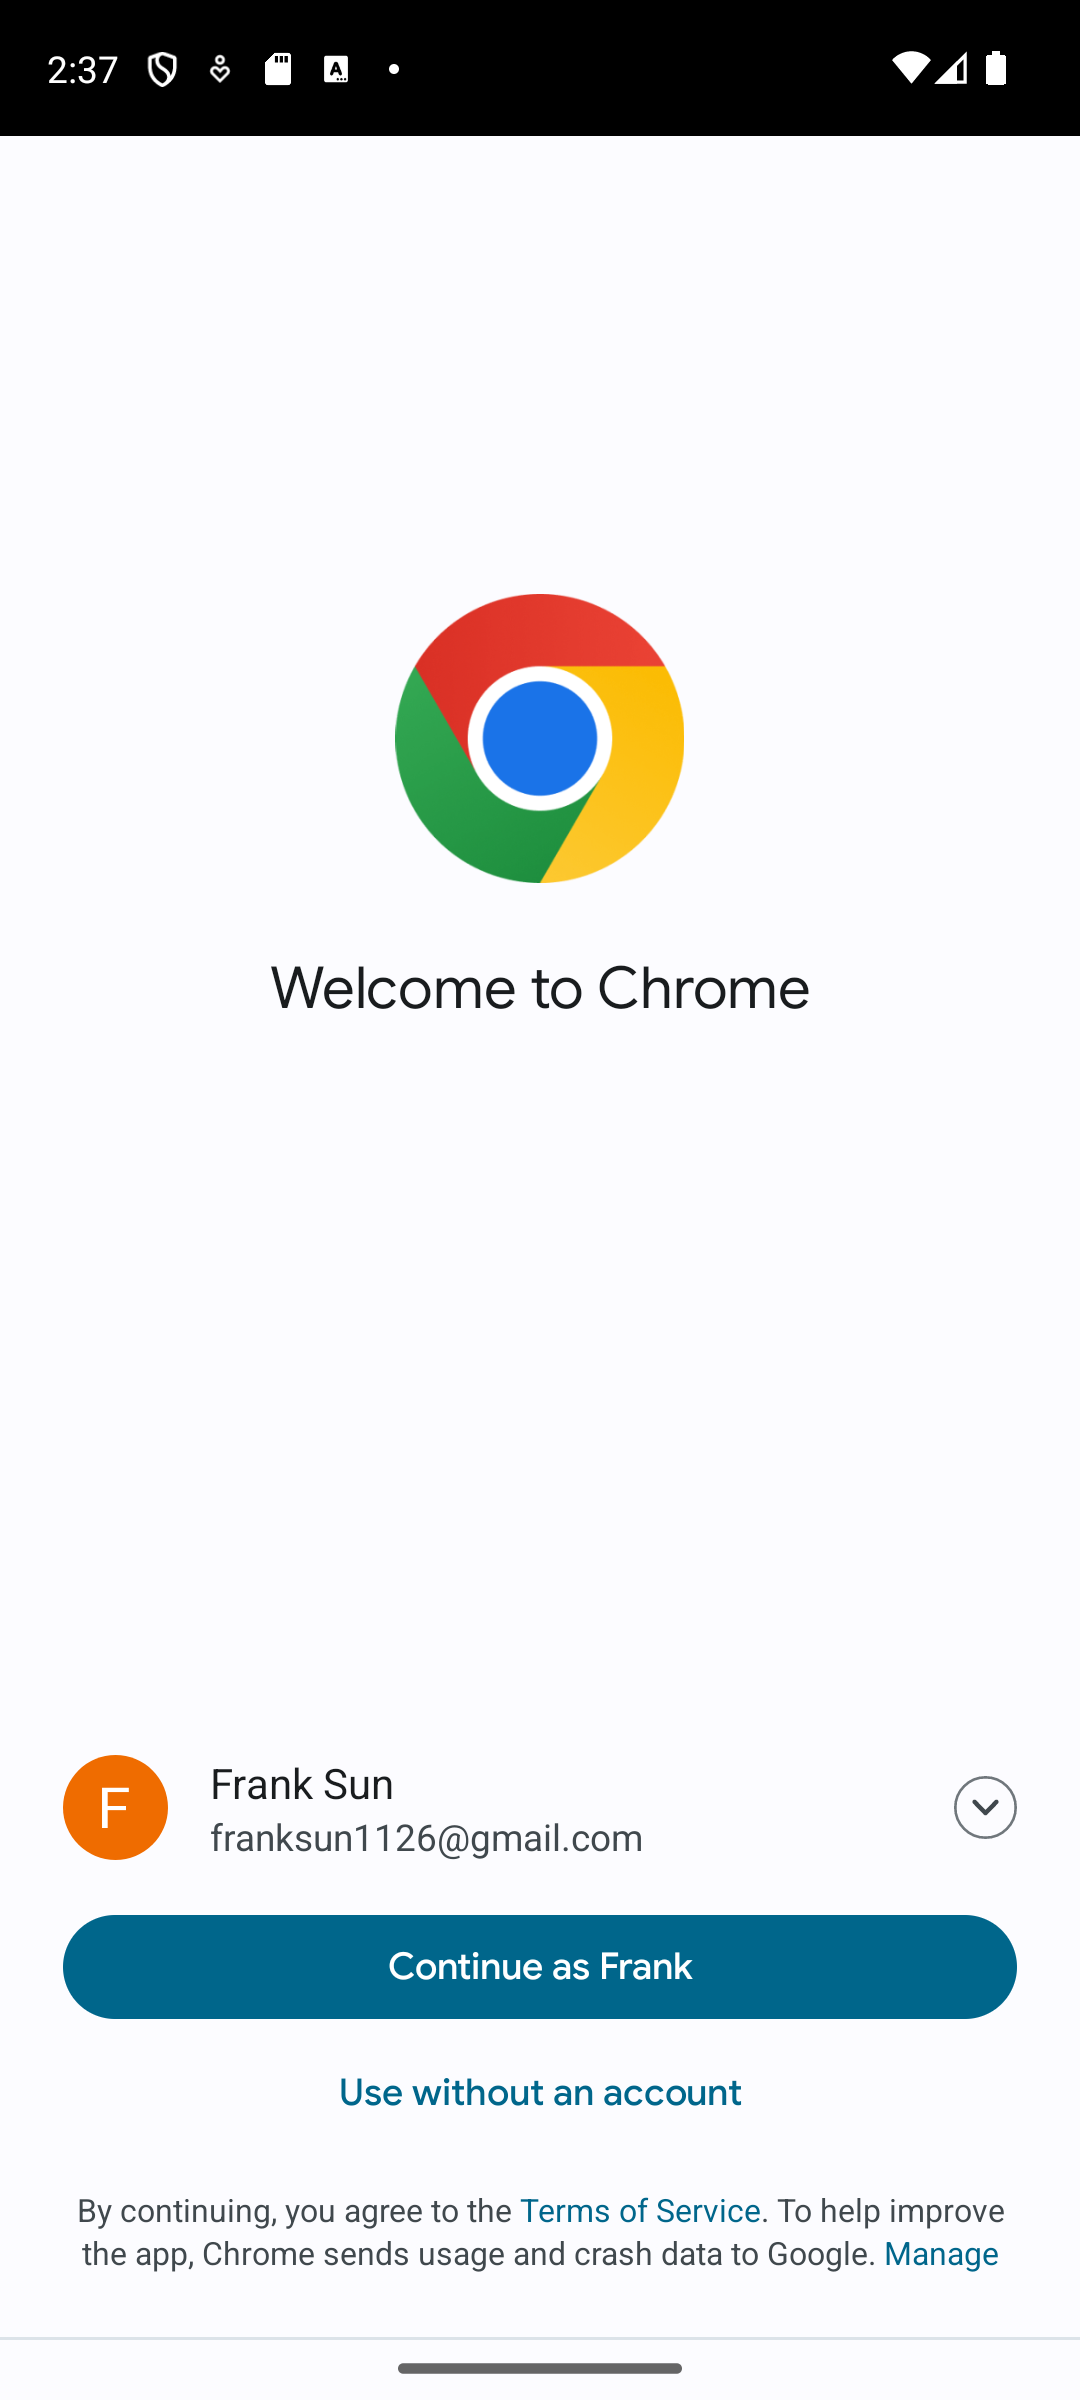 2:37
Welcome to Chrome
F
Frank Sun
franksun1126@gmail.com
Continue as Frank
Use without an account
By continuing, you agree to the Terms of Service. To help improve
the app, Chrome sends usage and crash data to Google. Manage